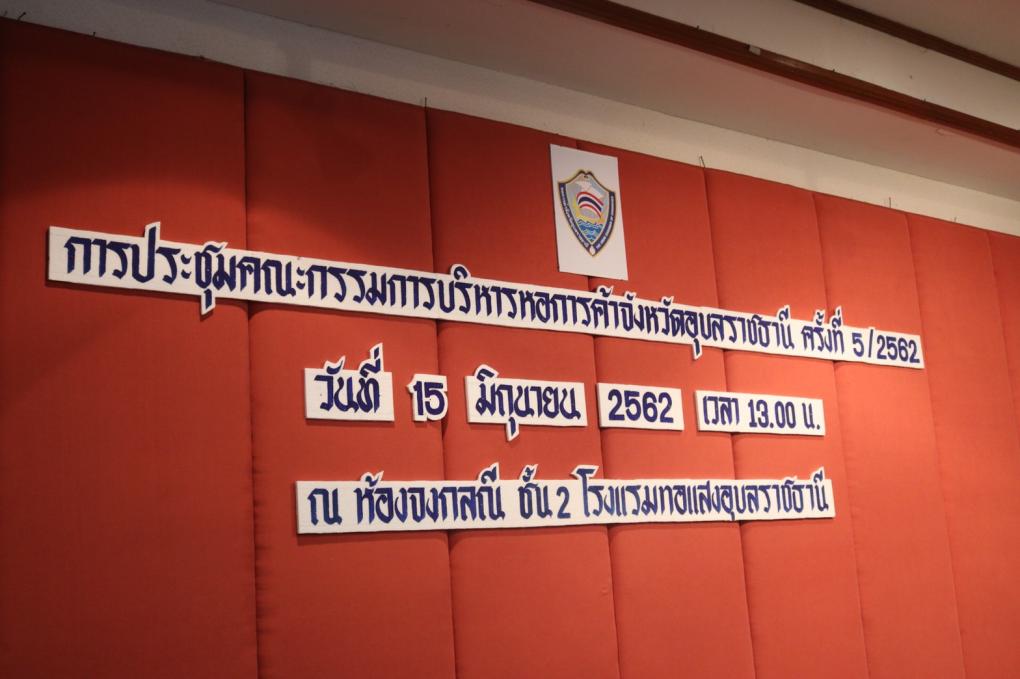 การประชุมคณะกรรมการบริหารหอการค้าจังหวัดอุบลราชธานี ครั้งที่ 5/2562
วันที่ 15 มิถุนายน 2562 เวลา 13.00 น.
ณ ห้องจงกลณี ชั้น 2 โรงแรมทอแสงอุบลราชธานี